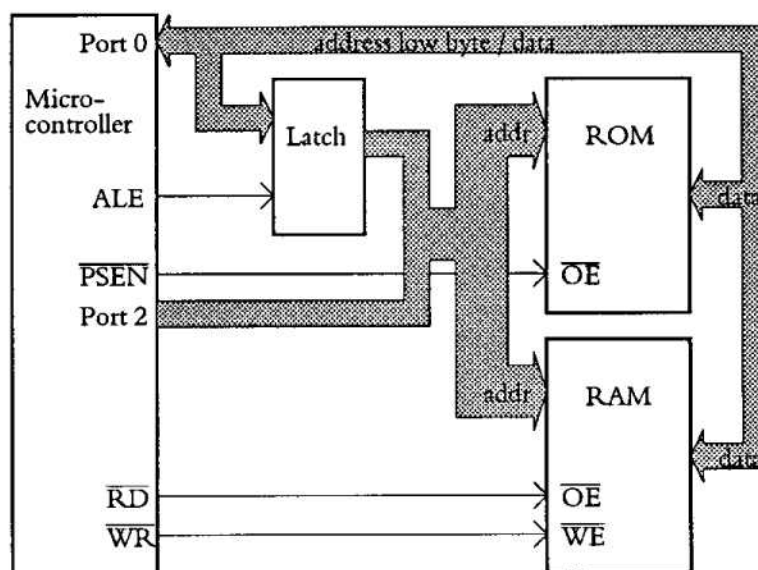 Port 0
address low byte / data
Micro-
controller
Latch
addr
ROM
ALE
data
PSEN
OE
Port 2
addr
RAM
data
RD
OE
WR
WE